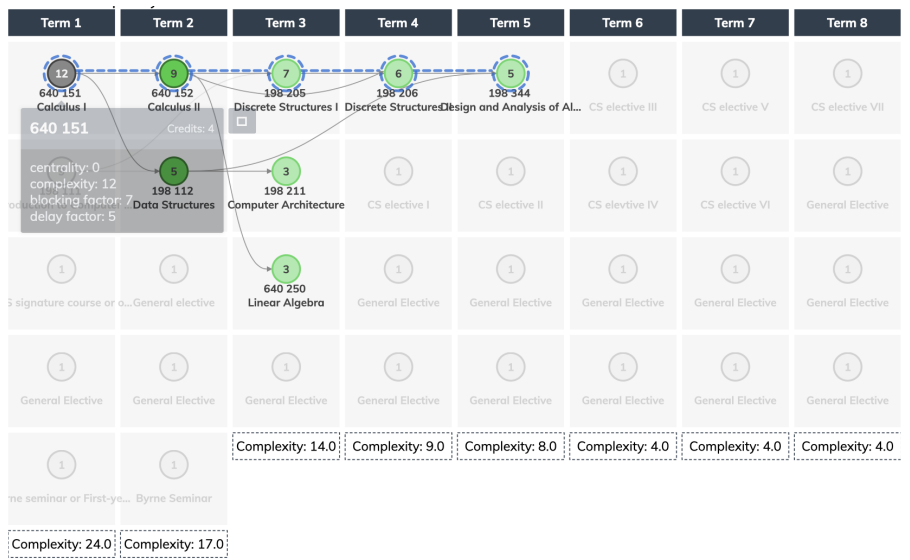 Term 1
Term 2
Term 3
Term 4
Term 5
Term 6
Term 7
Term 8
12
9
7
6
5
1
1
1
640 151
640 152
198 205
198 206
198 344
Calculus I
Calculus II
Discrete Structures I
Discrete Structures II
Design and Analysis of Al...
CS elective III
CS elective V
CS elective VII
640 151
Credits: 4
centrality: 0
complexity: 12
blocking factor: 7
delay factor: 5
5
3
1
1
1
1
1
198 112
198 211
Data Structures
Computer Architecture
CS elective I
CS elective II
CS elevtive IV
CS elective VI
General Elective
1
1
3
1
1
1
1
1
640 250
S signature course or o...
General elective
Linear Algebra
General Elective
General Elective
General Elective
General Elective
General Elective
1
1
1
1
1
1
1
1
General Elective
General Elective
General Elective
General Elective
General Elective
General Elective
General Elective
General Elective
Complexity: 14.0
Complexity: 9.0
Complexity: 8.0
Complexity: 4.0
Complexity: 4.0
Complexity: 4.0
1
1
rne seminar or First-ye...
Byrne Seminar
Complexity: 24.0
Complexity: 17.0